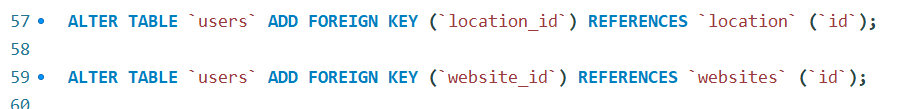 57 ALTER TABLE `users` ADD FOREIGN KEY (`location_id`) REFERENCES `location` (`id`);
58
59 ALTER TABLE `users` ADD FOREIGN KEY (`website_id`) REFERENCES `websites` (`id`);
60